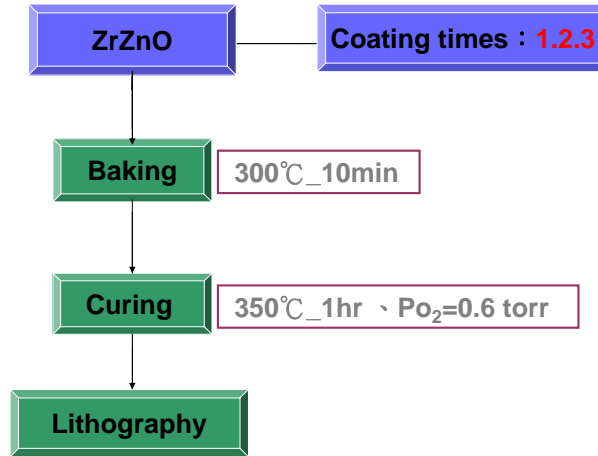 ZrZnO
Coating times：1.2.3
Baking
300℃_10min
Curing
350℃_1hr 、Po₂=0.6 torr
Lithography